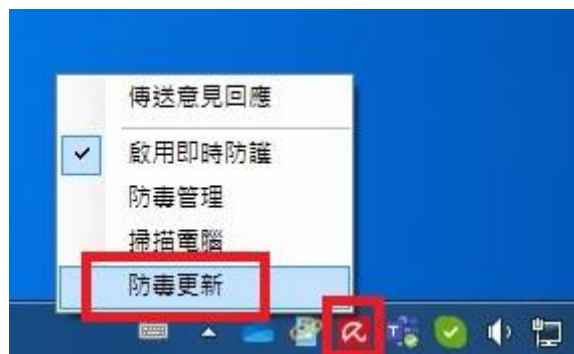 傳送意見回應
啟用即時防護
防毒管理
掃描電腦
防毒更新